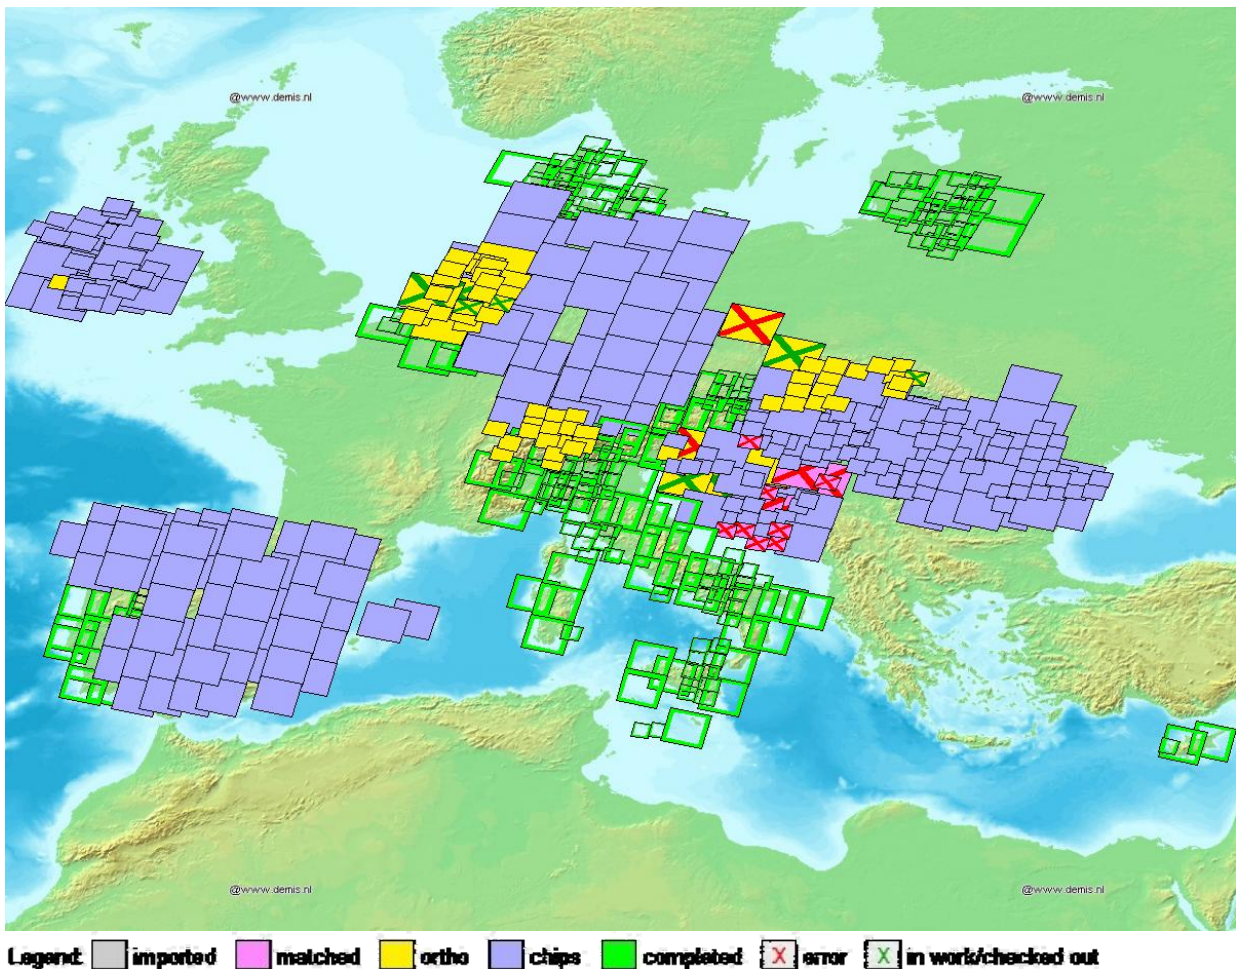 @www.demis.nl @www.demis.nl
@www.demis.nl @www.demis.nl
Legend: imported matched ortho chips completed X error X in work/checked out